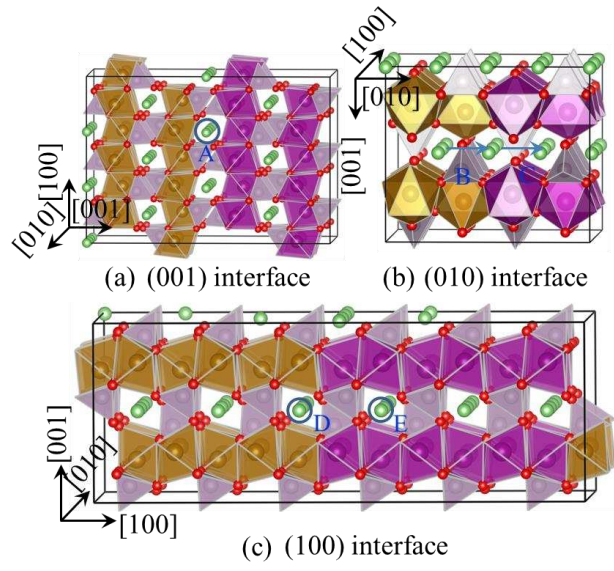 [100]
[010]
[001]
A
(a) (001) interface
[100]
[010]
[001]
B
(b) (010) interface
[001]
[010]
[100]
D
E
(c) (100) interface